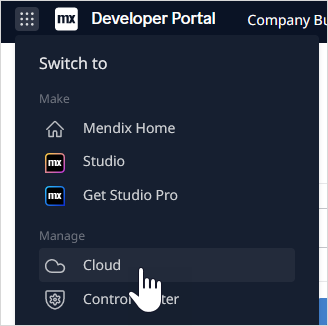 mx Developer Portal Company Bu
Switch to
Make
Mendix Home
mx Studio
mx Get Studio Pro
Manage
Cloud